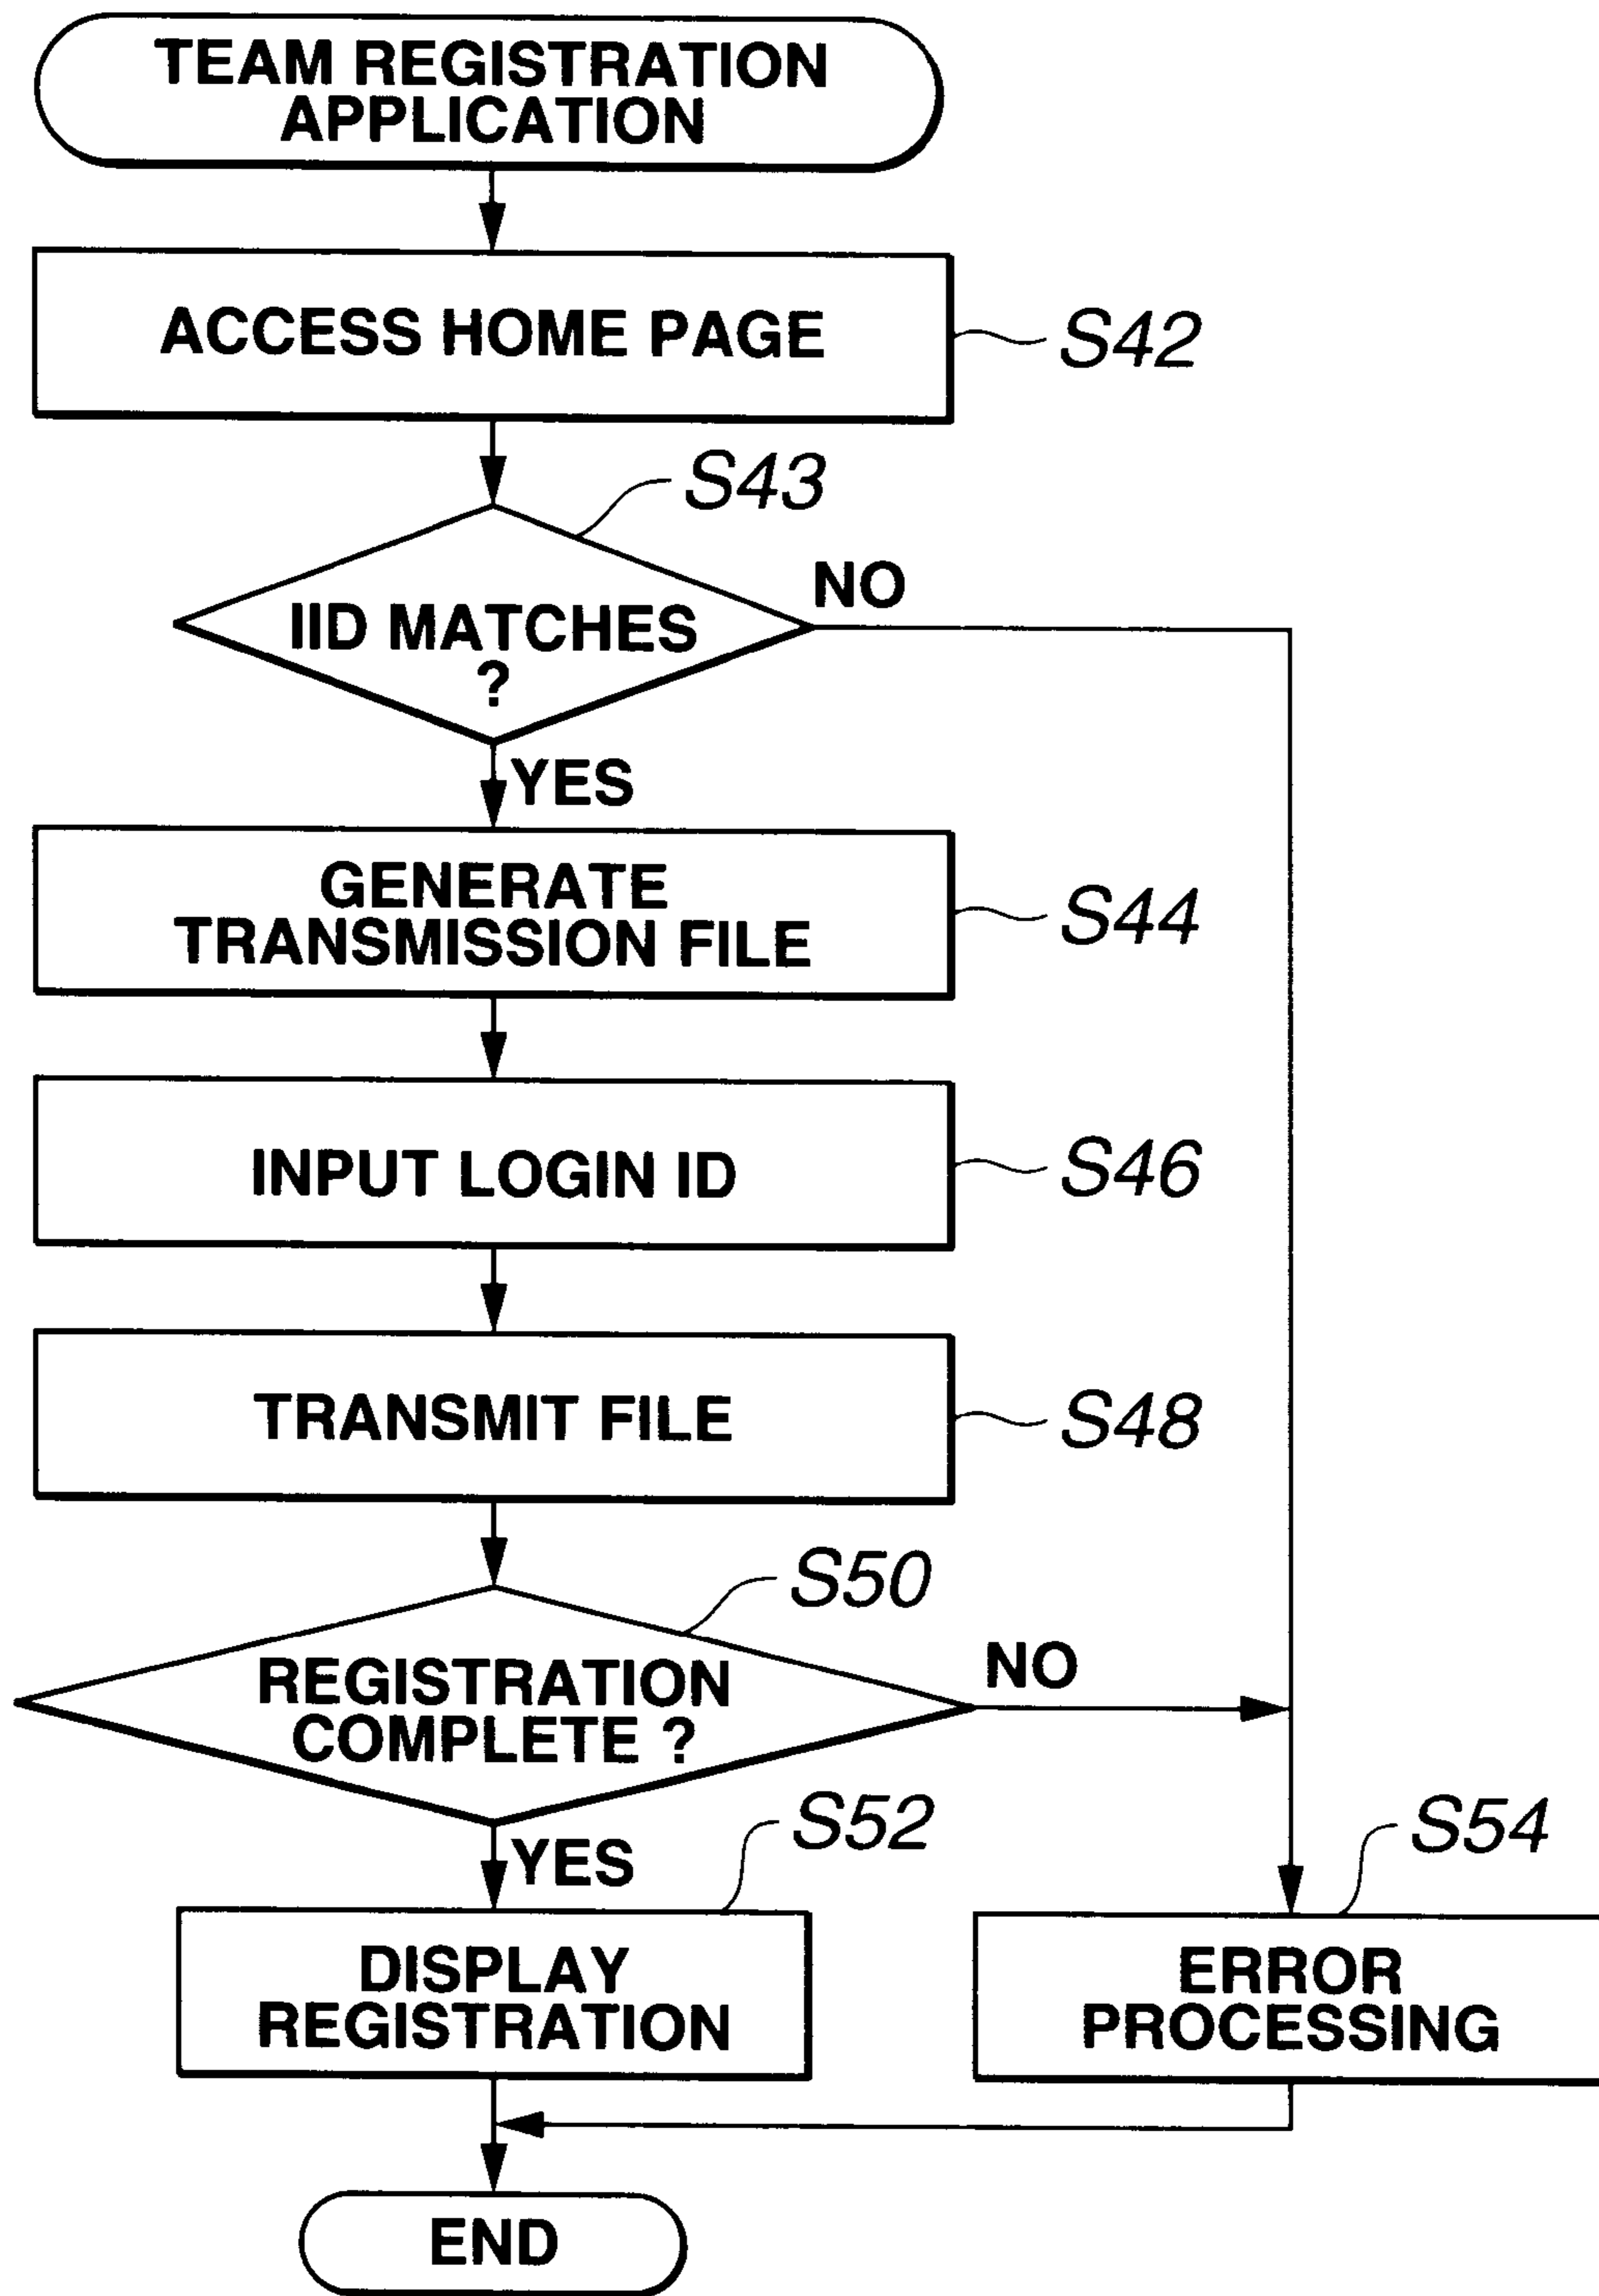 TEAM REGISTRATION
APPLICATION
ACCESS HOME PAGE
S42
S43
IID MATCHES
?
NO
YES
GENERATE
TRANSMISSION FILE
S44
INPUT LOGIN ID
S46
TRANSMIT FILE
S48
S50
REGISTRATION
COMPLETE ?
NO
YES
S52
DISPLAY
REGISTRATION
S54
ERROR
PROCESSING
END